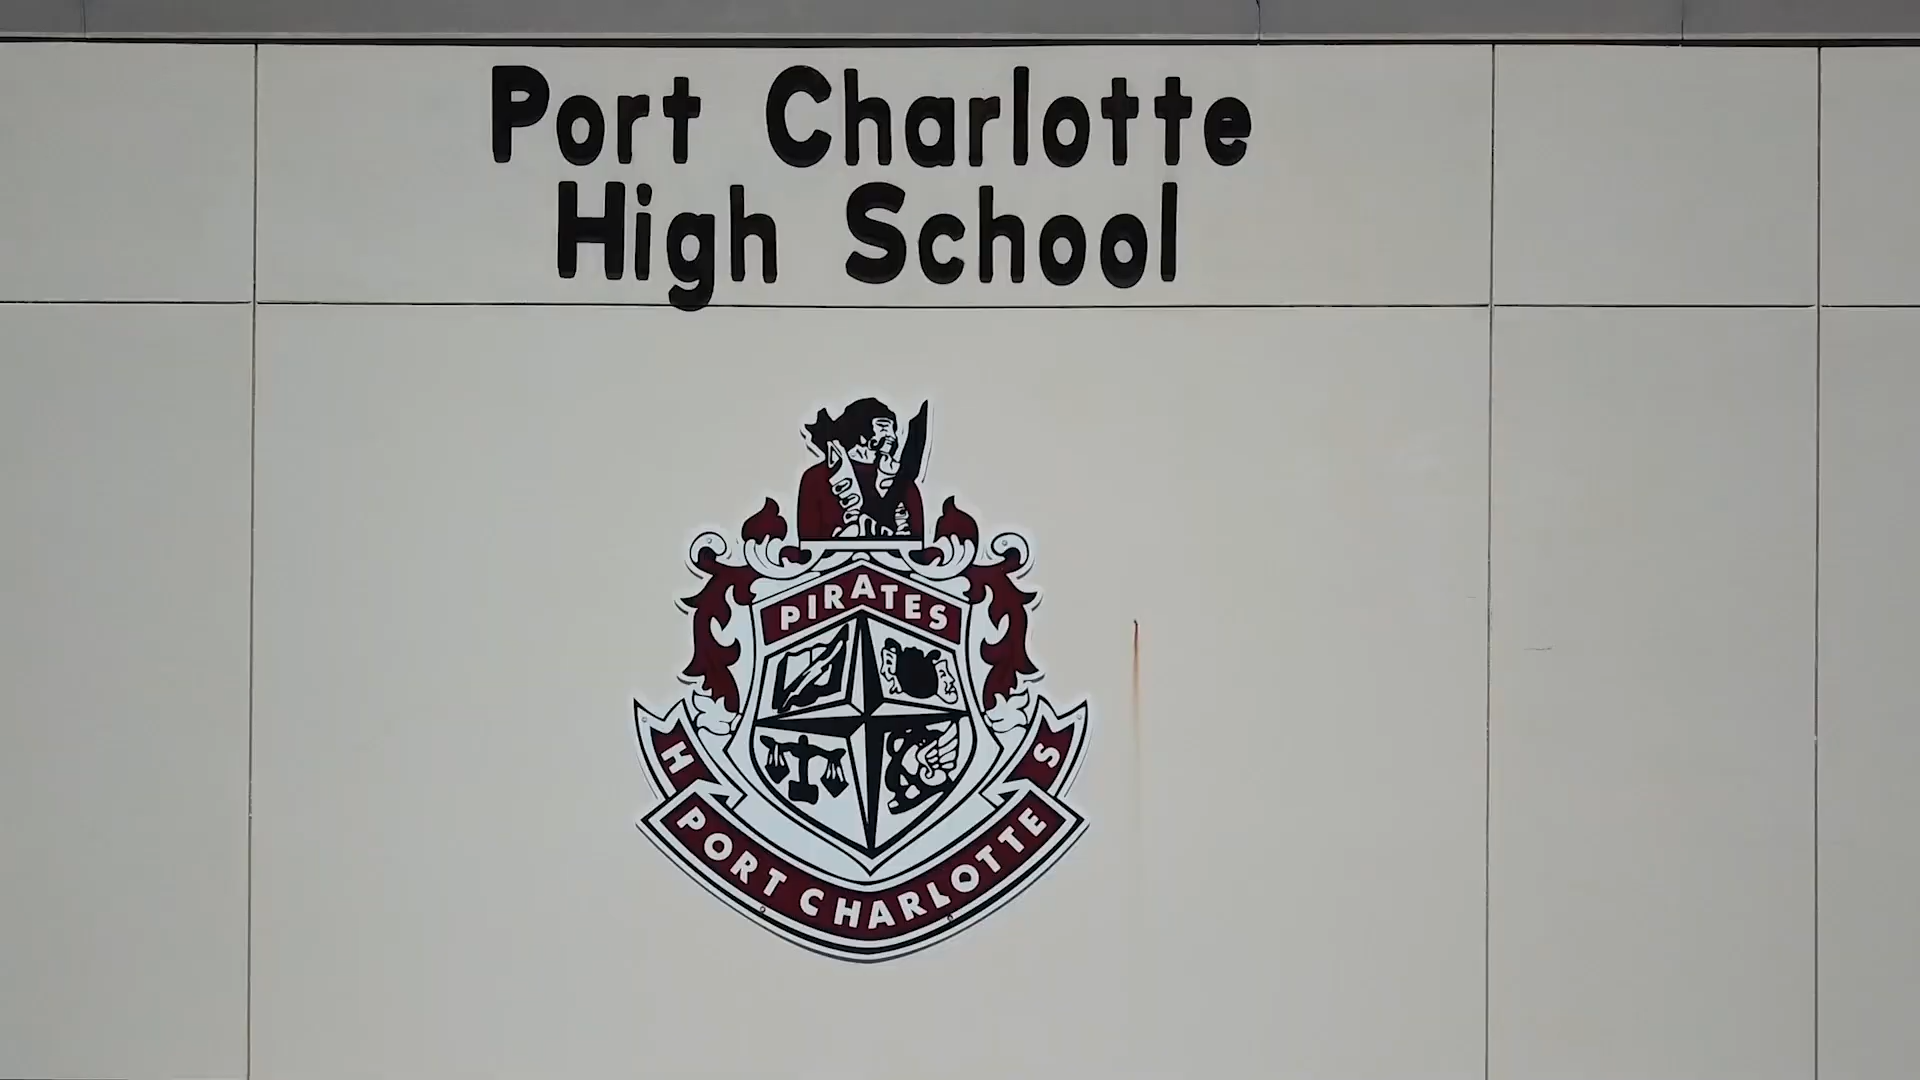 Port Charlotte
High School
PIRATES
H S
PORT CHARLOTTE